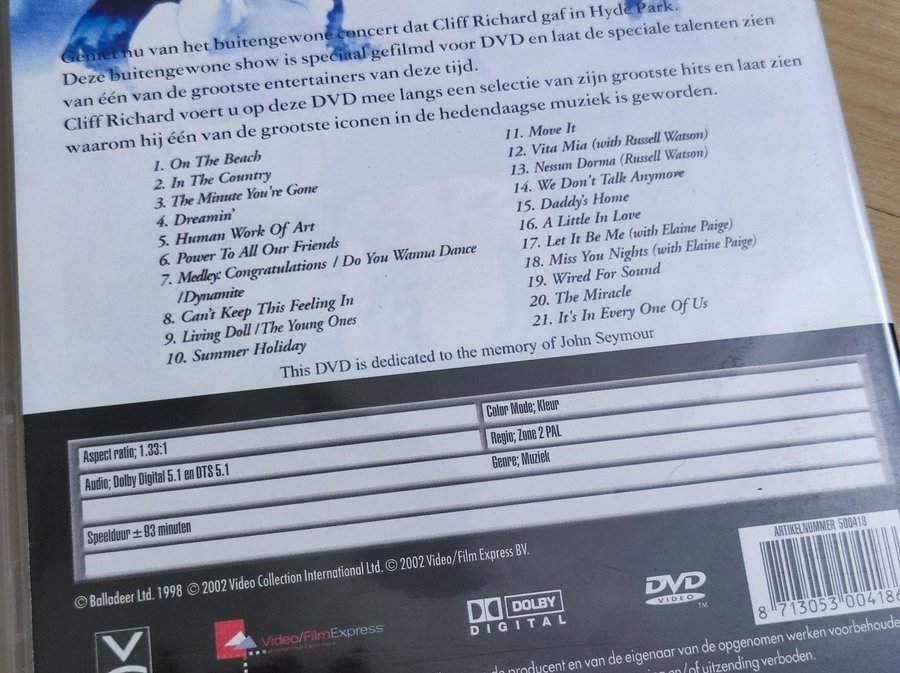 Geniet nu van het buitengewone concert dat Cliff Richard gaf in Hyde Park.
Deze buitengewone show is speciaal gefilmd voor DVD en laat de speciale talenten zien
van één van de grootste entertainers van deze tijd.
Cliff Richard voert u op deze DVD mee langs een selectie van zijn grootste hits en laat zien
waarom hij één van de grootste iconen in de hedendaagse muziek is geworden.
1. On The Beach
2. In The Country
3. The Minute You're Gone
4. Dreamin'
5. Human Work Of Art
6. Power To All Our Friends
7. Medley: Congratulations / Do You Wanna Dance
/Dynamite
8. Can't Keep This Feeling In
9. Living Doll /The Young Ones
10. Summer Holiday
11. Move It
12. Vita Mia (with Russell Watson)
13. Nessun Dorma (Russell Watson)
14. We Don't Talk Anymore
15. Daddy's Home
16. A Little In Love
17. Let It Be Me (with Elaine Paige)
18. Miss You Nights (with Elaine Paige)
19. Wired For Sound
20. The Miracle
21. It's In Every One Of Us
This DVD is dedicated to the memory of John Seymour
Aspect ratio; 1.33:1
Audio; Dolby Digital 5.1 en DTS 5.1
Speelduur ± 93 minuten
Color Mode; Kleur
Regio; Zone 2 PAL
Genre; Muziek
© Balladeer Ltd. 1998 © 2002 Video Collection International Ltd. © 2002 Video/Film Express BV.
ARTIKELNUMMER 500418
8 713053 004186
Video/FilmExpress
DOLBY
DIGITAL
DVD
VIDEO
TM
producent en van de eigenaar van de opgenomen werken voorbehoude
en/of uitzending verboden.